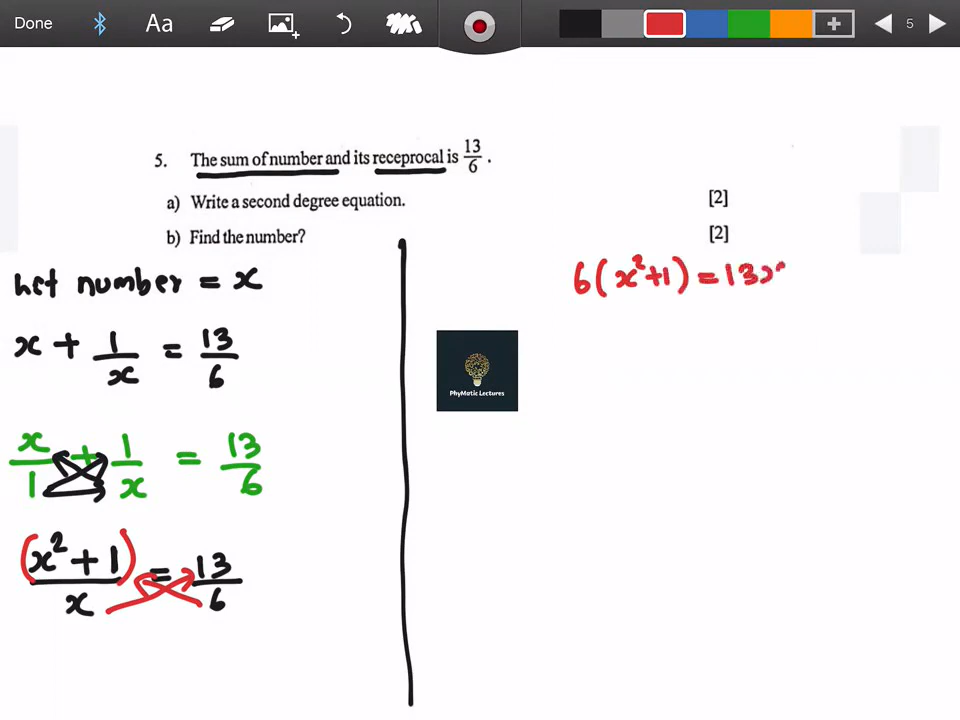 Done Aa 5
5. The sum of number and its receprocal is 13/6.
a) Write a second degree equation. [2]
b) Find the number? [2]
Let number = x
x + 1/x = 13/6
x/1 + 1/x = 13/6
(x² + 1)/x = 13/6
6(x²+1) = 13x
PhyMatic Lectures